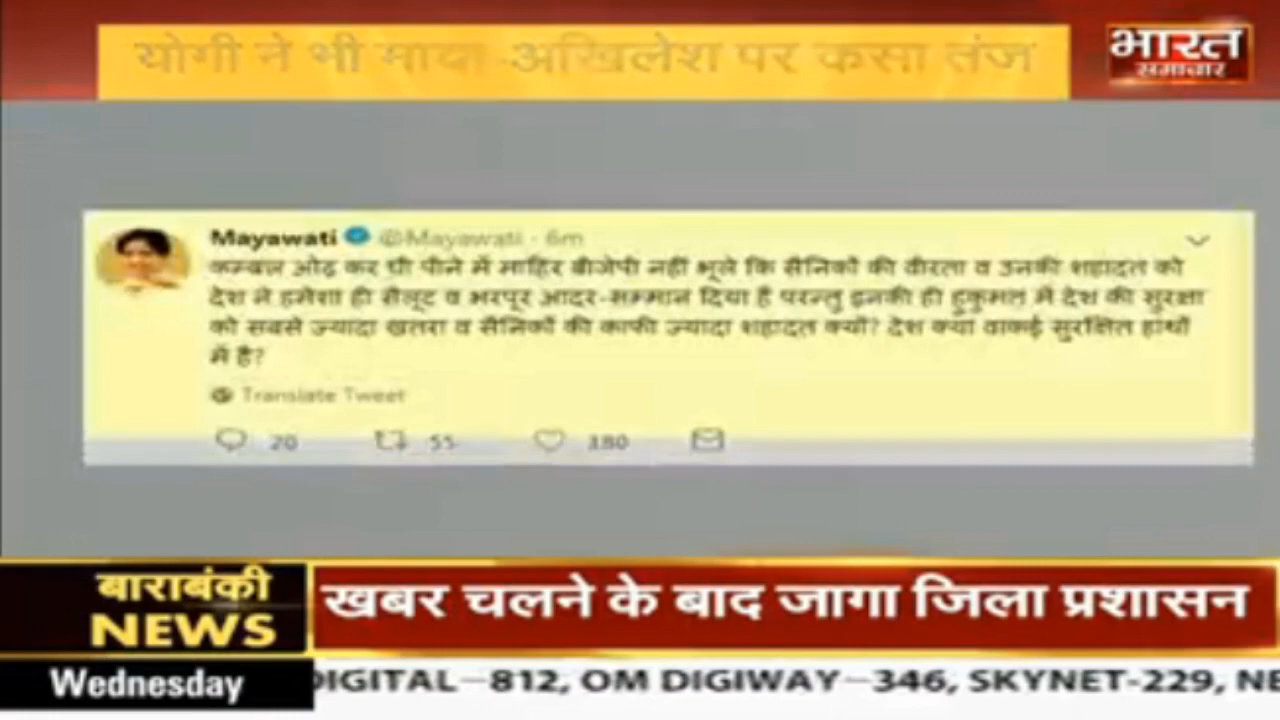 योगी ने भी माया-अखिलेश पर कसा तंज
भारत
समाचार
Mayawati @Mayawati · 6m
कम्बल ओढ़ कर घी पीने में माहिर बीजेपी नहीं भूले कि सैनिकों की वीरता व उनकी शहादत को
देश ने हमेशा ही सैलूट व भरपूर आदर-सम्मान दिया है परन्तु इनकी ही हुकुमत में देश की सुरक्षा
को सबसे ज्यादा खतरा व सैनिकों की काफी ज्यादा शहादत क्यों? देश क्या वाकई सुरक्षित हाथों
में है?
Translate Tweet
20 55 180
बाराबंकी
NEWS
खबर चलने के बाद जागा जिला प्रशासन
Wednesday
DIGITAL-812, OM DIGIWAY-346, SKYNET-229, NE